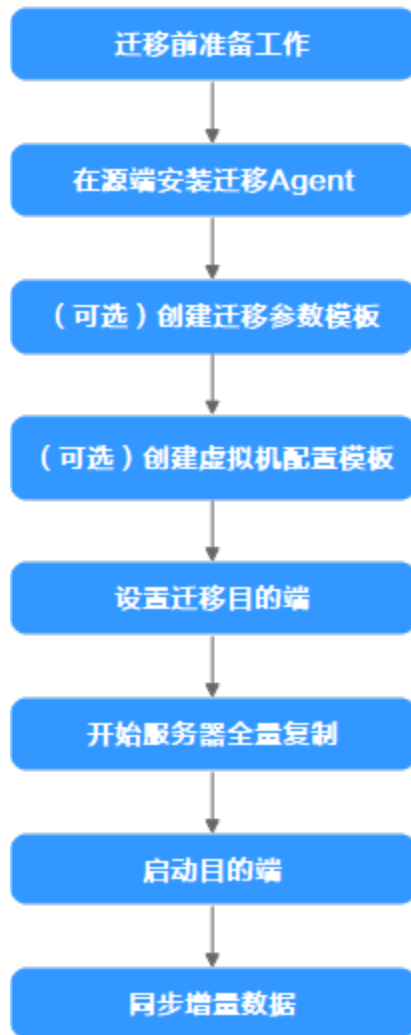 迁移前准备工作
在源端安装迁移Agent
（可选）创建迁移参数模板
（可选）创建虚拟机配置模板
设置迁移目的端
开始服务器全量复制
启动目的端
同步增量数据